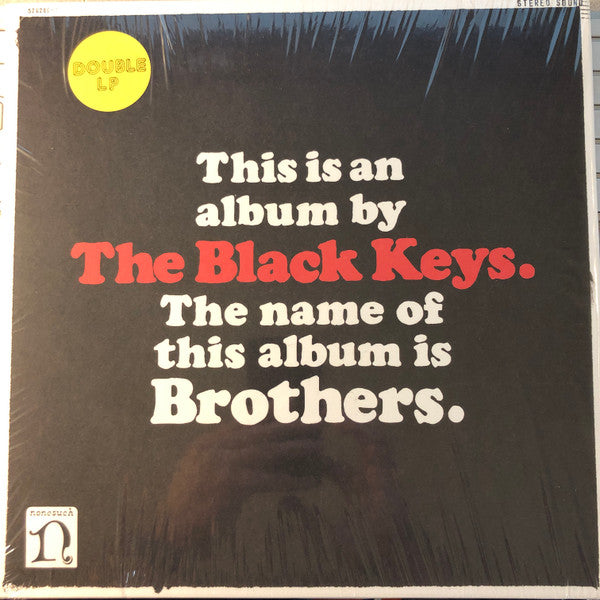 STEREO SOUND
DOUBLE
LP
This is an
album by
The Black Keys.
The name of
this album is
Brothers.
nonesuch
n